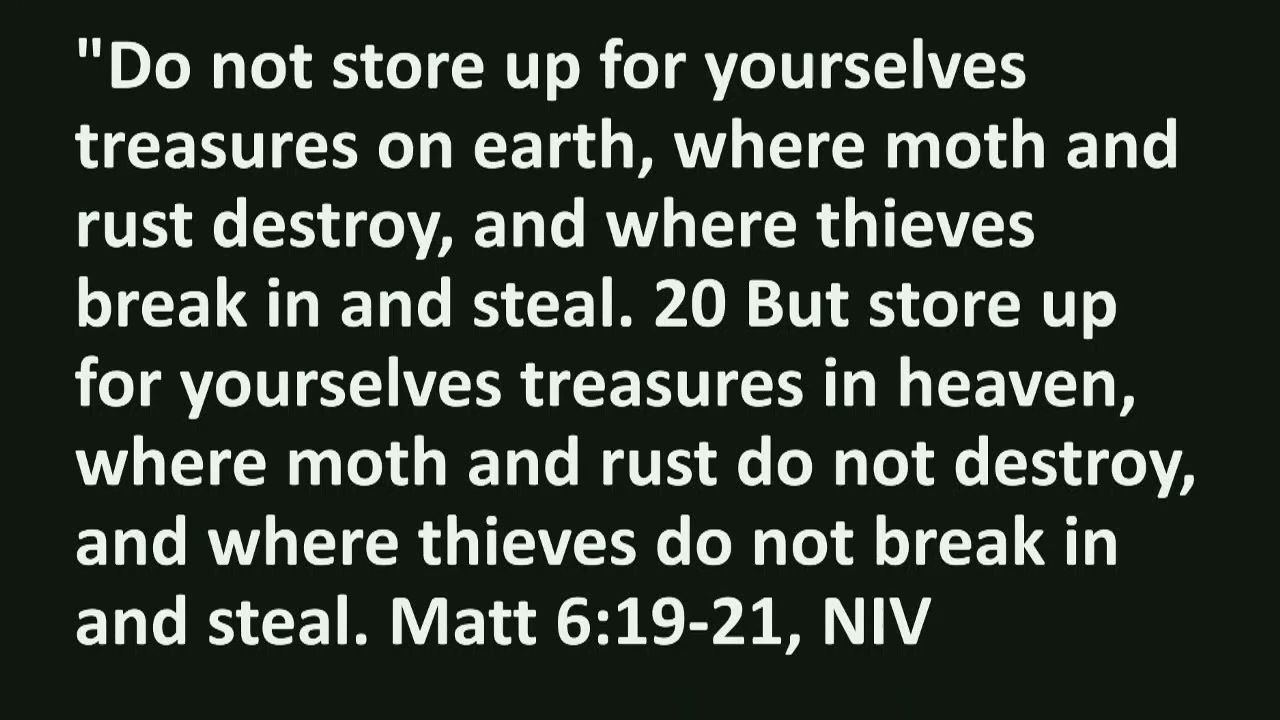 "Do not store up for yourselves
treasures on earth, where moth and
rust destroy, and where thieves
break in and steal. 20 But store up
for yourselves treasures in heaven,
where moth and rust do not destroy,
and where thieves do not break in
and steal. Matt 6:19-21, NIV